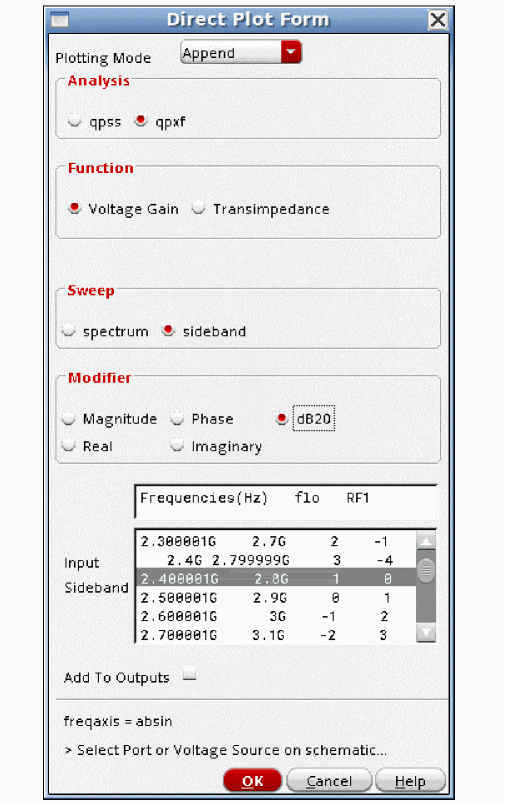 Direct Plot Form
Plotting Mode Append
Analysis
qpss qpxf
Function
Voltage Gain Transimpedance
Sweep
spectrum sideband
Modifier
Magnitude Phase dB20
Real Imaginary
Frequencies(Hz) flo RF1
Input
Sideband
2.300001G 2.7G 2 -1
2.4G 2.799999G 3 -4
2.400001G 2.8G 1 0
2.500001G 2.9G 0 1
2.600001G 3G -1 2
2.700001G 3.1G -2 3
Add To Outputs
freqaxis = absin
> Select Port or Voltage Source on schematic...
OK Cancel Help